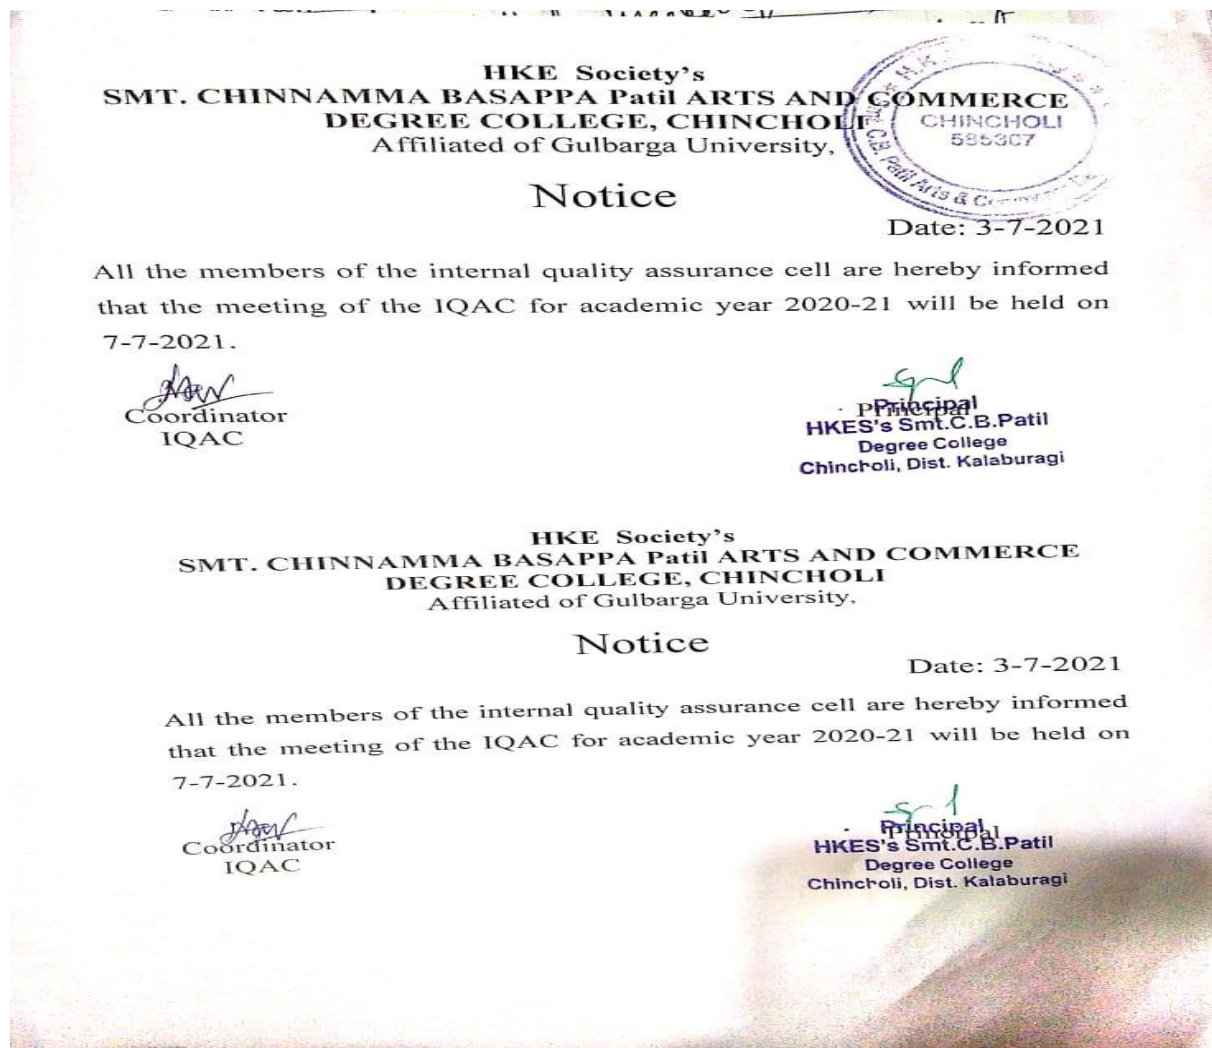 HKE Society's
SMT. CHINNAMMA BASAPPA Patil ARTS AND COMMERCE
DEGREE COLLEGE, CHINCHOLI
Affiliated of Gulbarga University,
H.K
CHINCHOLI
585307
C.B. Patil Arts &
Notice
Date: 3-7-2021
All the members of the internal quality assurance cell are hereby informed
that the meeting of the IQAC for academic year 2020-21 will be held on
7-7-2021.
Coordinator
IQAC
Principal
Principal
HKES's Smt.C.B.Patil
Degree College
Chincholi, Dist. Kalaburagi
HKE Society's
SMT. CHINNAMMA BASAPPA Patil ARTS AND COMMERCE
DEGREE COLLEGE, CHINCHOLI
Affiliated of Gulbarga University,
Notice
Date: 3-7-2021
All the members of the internal quality assurance cell are hereby informed
that the meeting of the IQAC for academic year 2020-21 will be held on
7-7-2021.
Coordinator
IQAC
Principal
Principal
HKES's Smt.C.B.Patil
Degree College
Chincholi, Dist. Kalaburagi